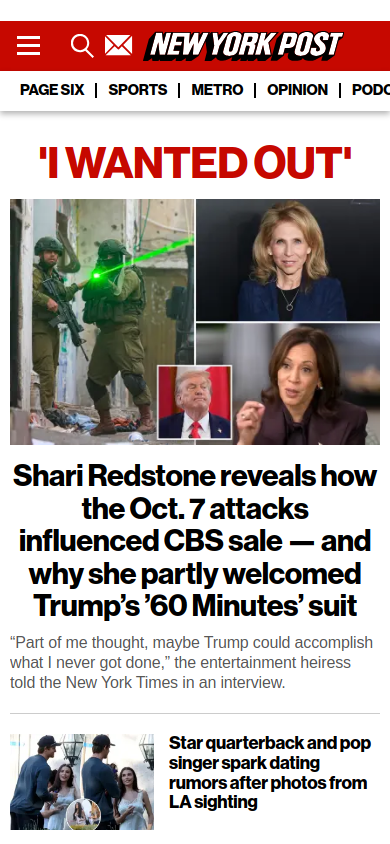 NEW YORK POST
PAGE SIX | SPORTS | METRO | OPINION | PODC
'I WANTED OUT'
Shari Redstone reveals how
the Oct. 7 attacks
influenced CBS sale — and
why she partly welcomed
Trump’s ’60 Minutes’ suit
“Part of me thought, maybe Trump could accomplish
what I never got done,” the entertainment heiress
told the New York Times in an interview.
Star quarterback and pop
singer spark dating
rumors after photos from
LA sighting